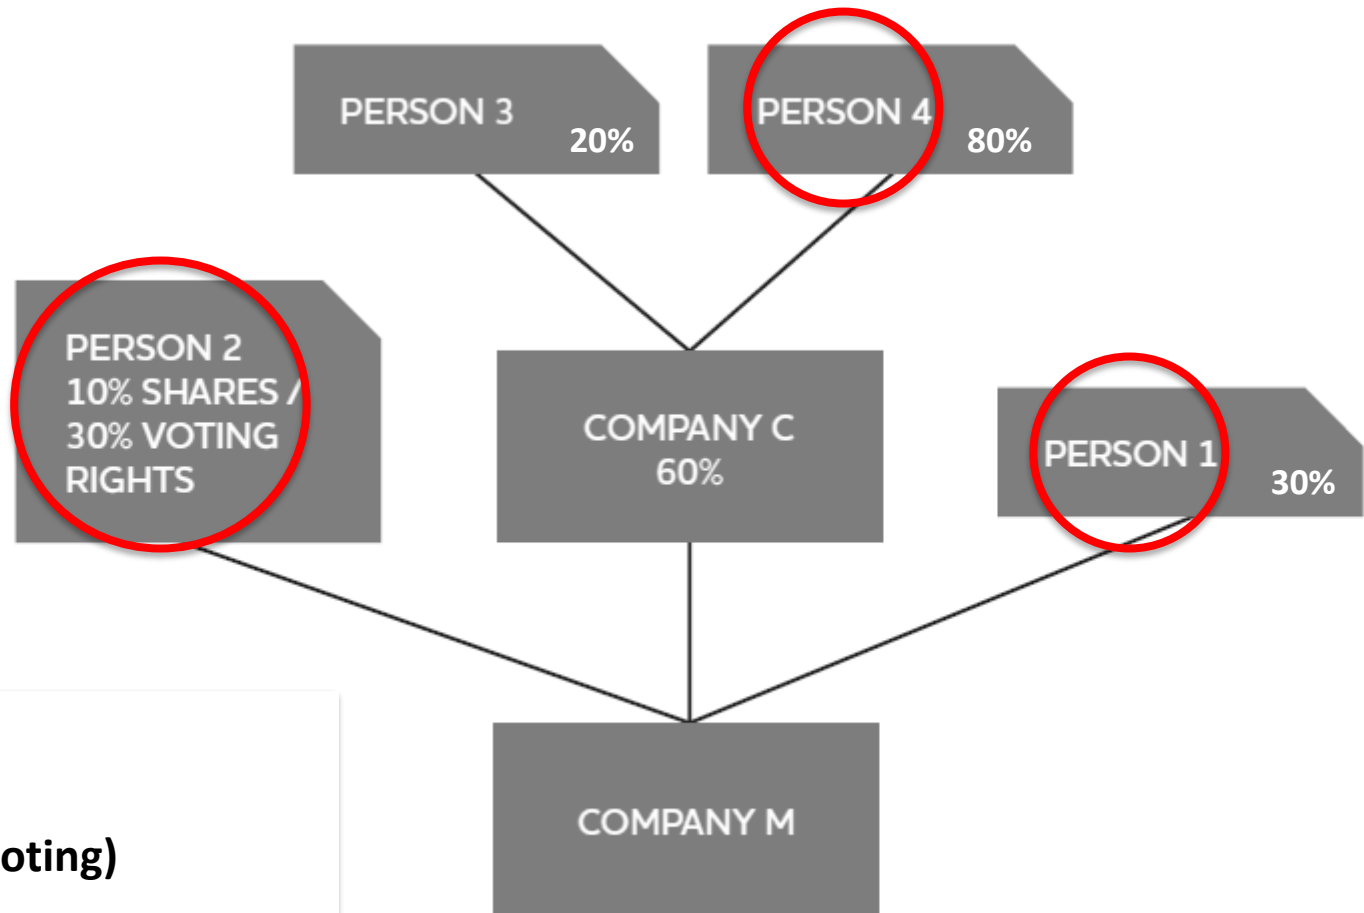 PERSON 3
20%
PERSON 4
80%
PERSON 2
10% SHARES /
30% VOTING
RIGHTS
COMPANY C
60%
PERSON 1
30%
COMPANY M
oting)